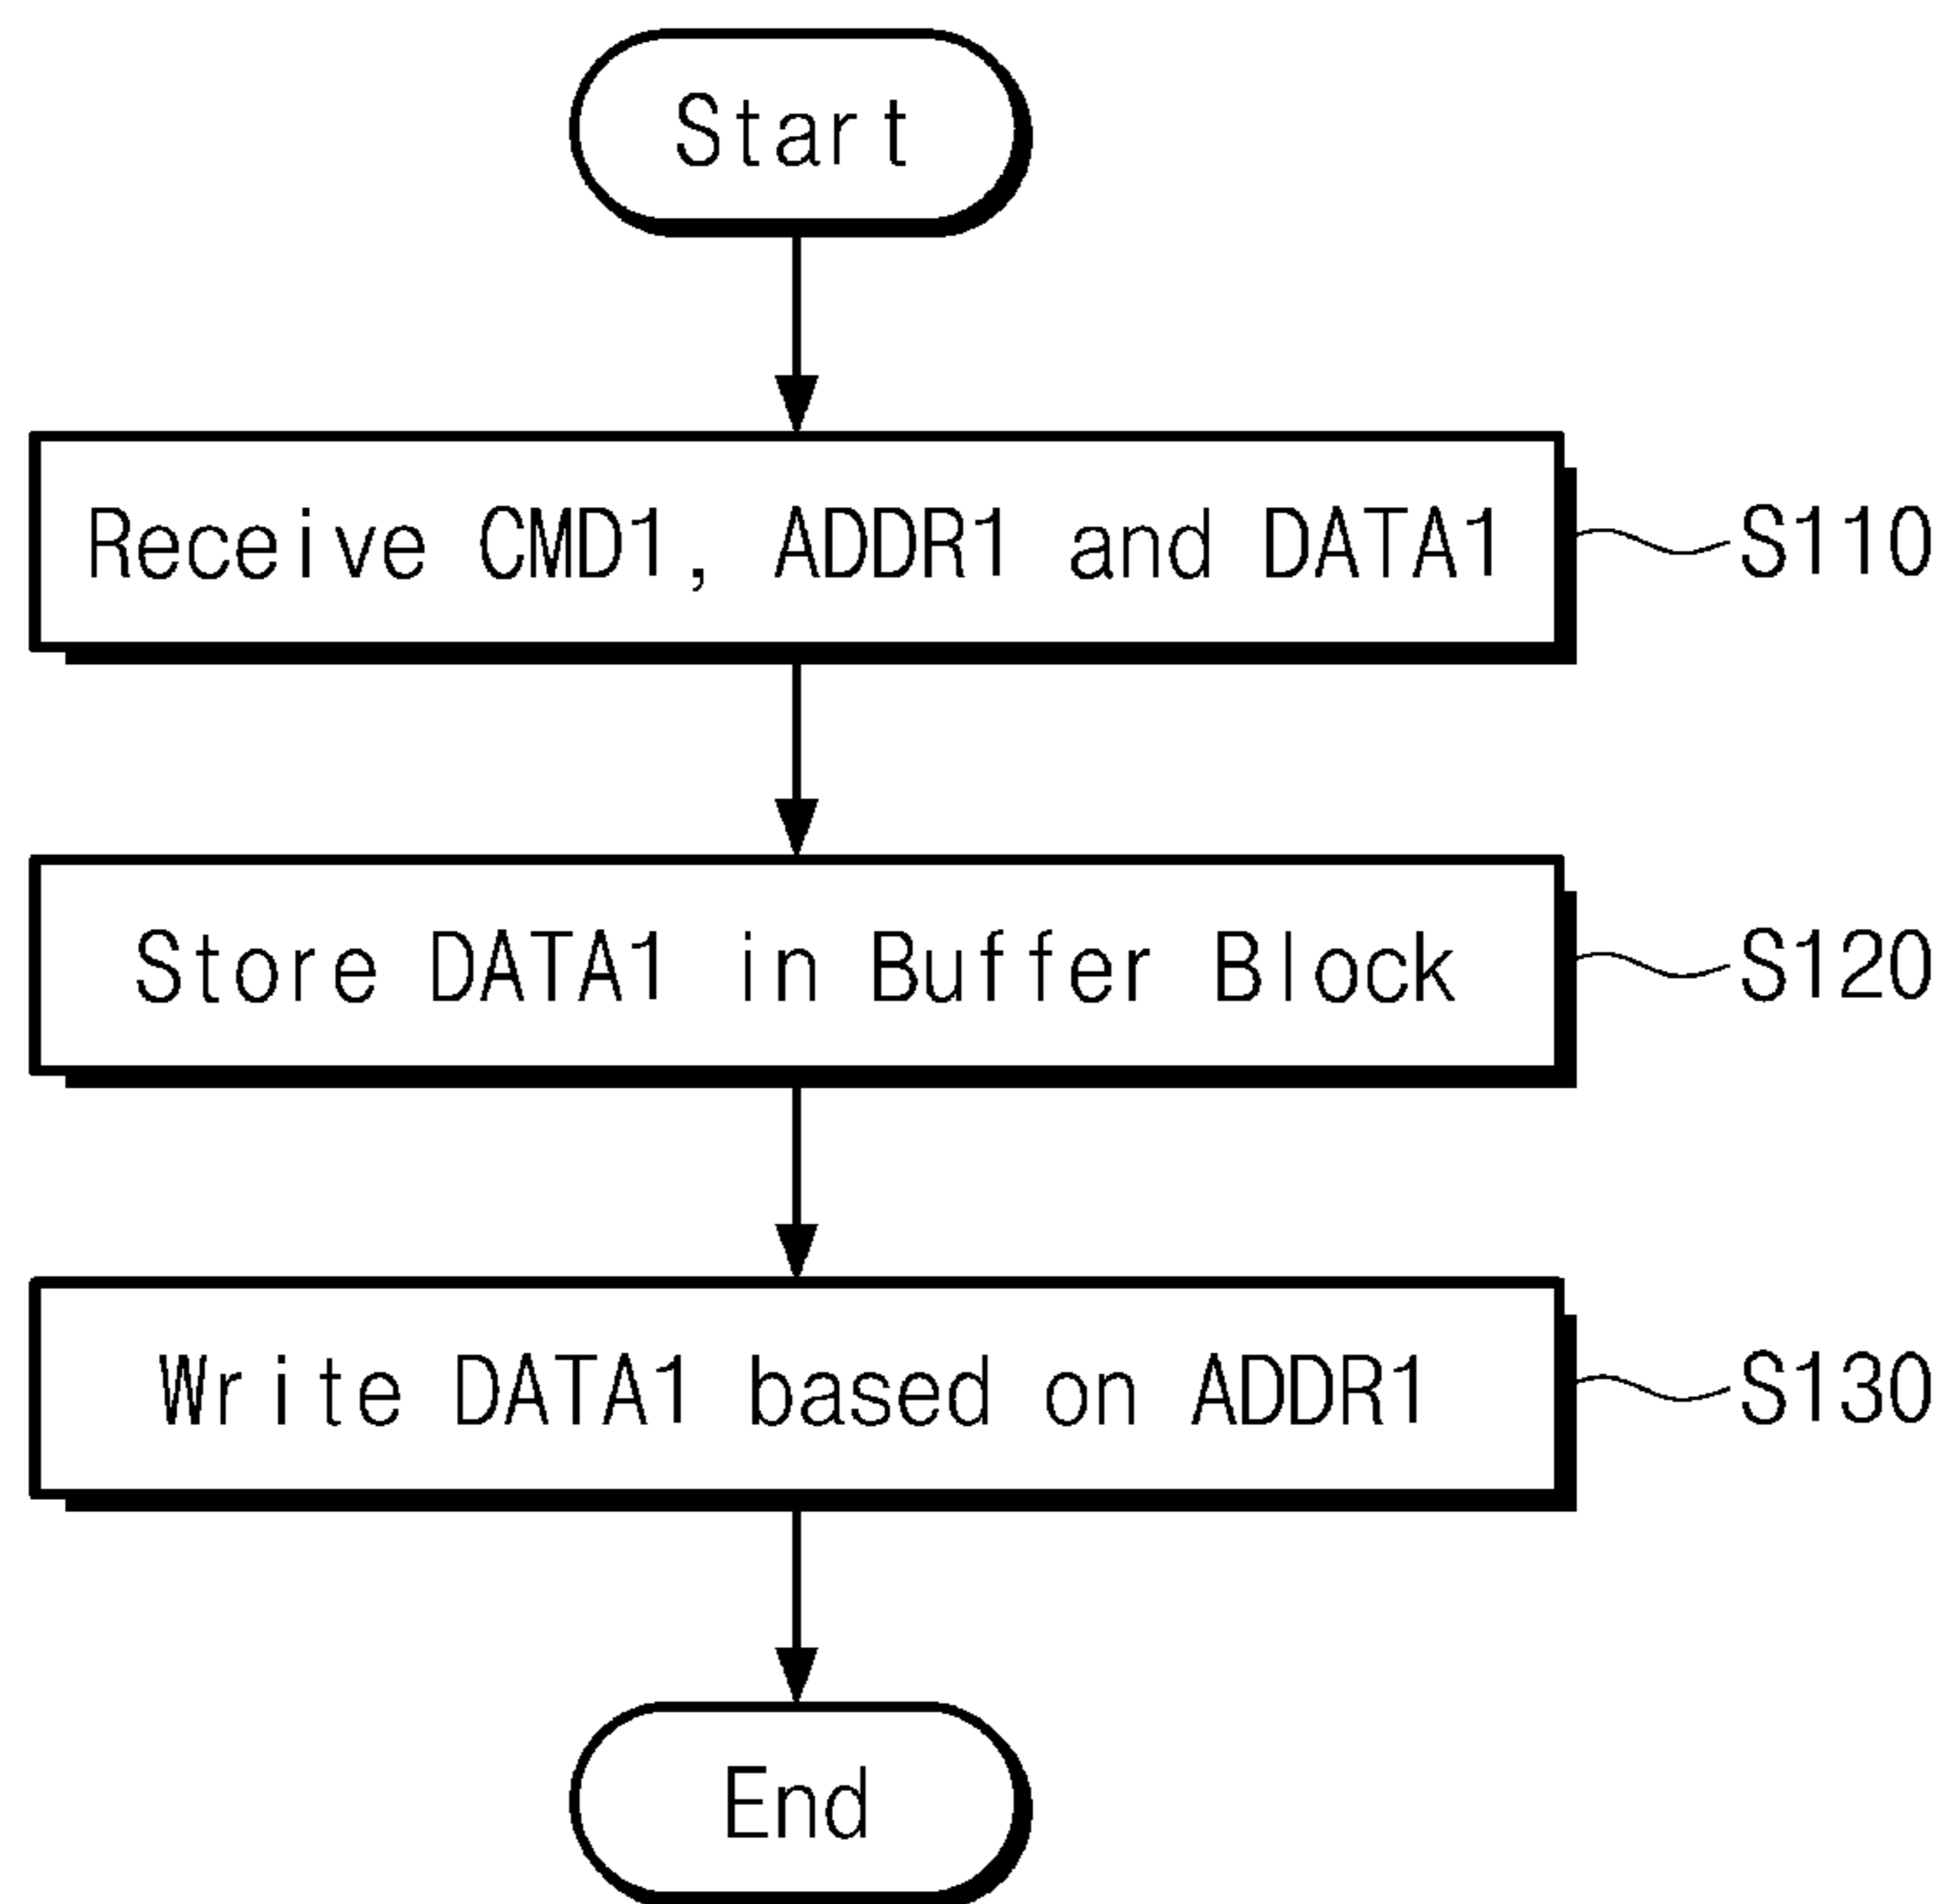 Start
Receive CMD1, ADDR1 and DATA1
S110
Store DATA1 in Buffer Block
S120
Write DATA1 based on ADDR1
S130
End